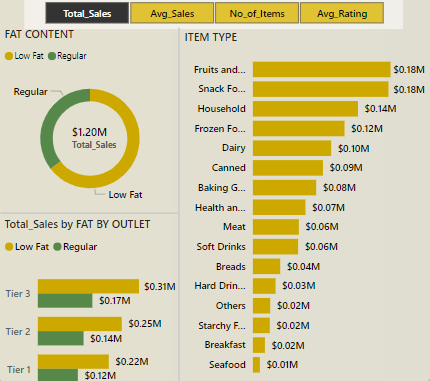 Total_Sales
Avg_Sales
No_of_Items
Avg_Rating
FAT CONTENT
Low Fat
Regular
Regular
$1.20M
Total_Sales
Low Fat
Total_Sales by FAT BY OUTLET
Low Fat
Regular
Tier 3
$0.31M
$0.17M
Tier 2
$0.25M
$0.14M
Tier 1
$0.22M
$0.12M
ITEM TYPE
Fruits and...
$0.18M
Snack Fo...
$0.18M
Household
$0.14M
Frozen Fo...
$0.12M
Dairy
$0.10M
Canned
$0.09M
Baking G...
$0.08M
Health an...
$0.07M
Meat
$0.06M
Soft Drinks
$0.06M
Breads
$0.04M
Hard Drin...
$0.03M
Others
$0.02M
Starchy F...
$0.02M
Breakfast
$0.02M
Seafood
$0.01M